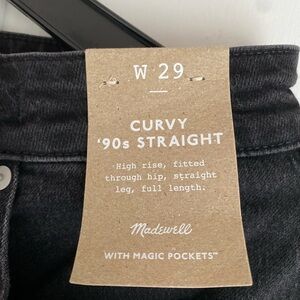 W 29
CURVY
'90s STRAIGHT
High rise, fitted
through hip, straight
leg, full length.
Madewell
WITH MAGIC POCKETS™